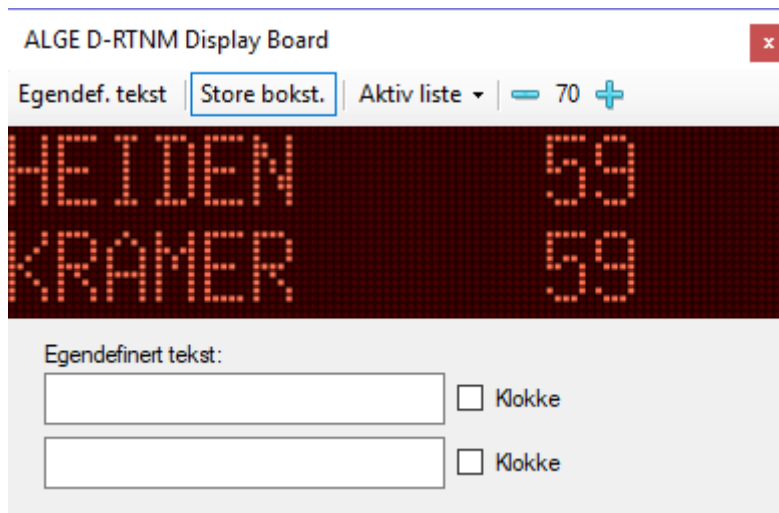 ALGE D-RTNM Display Board
x
Egendef. tekst Store bokst. Aktiv liste 70
HEIDEN 59
KRAMER 59
Egendefinert tekst:
Klokke
Klokke